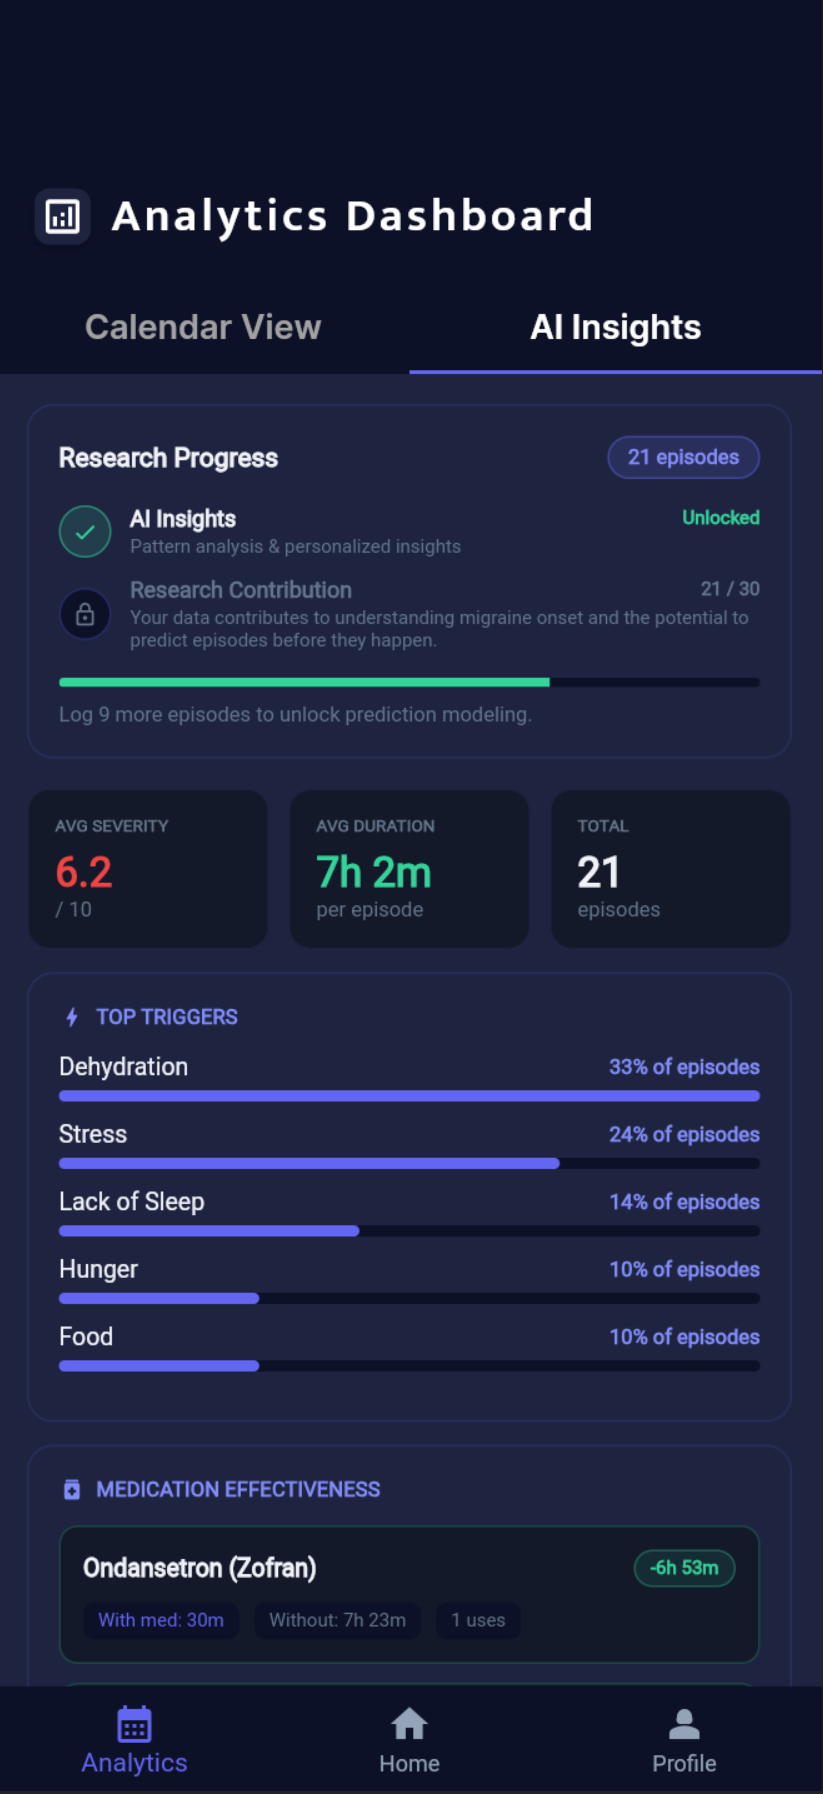 Analytics Dashboard
Calendar View
AI Insights
Research Progress
21 episodes
AI Insights
Unlocked
Pattern analysis & personalized insights
Research Contribution
21 / 30
Your data contributes to understanding migraine onset and the potential to
predict episodes before they happen.
Log 9 more episodes to unlock prediction modeling.
AVG SEVERITY
6.2
/ 10
AVG DURATION
7h 2m
per episode
TOTAL
21
episodes
TOP TRIGGERS
Dehydration
33% of episodes
Stress
24% of episodes
Lack of Sleep
14% of episodes
Hunger
10% of episodes
Food
10% of episodes
MEDICATION EFFECTIVENESS
Ondansetron (Zofran)
-6h 53m
With med: 30m
Without: 7h 23m
1 uses
Analytics
Home
Profile